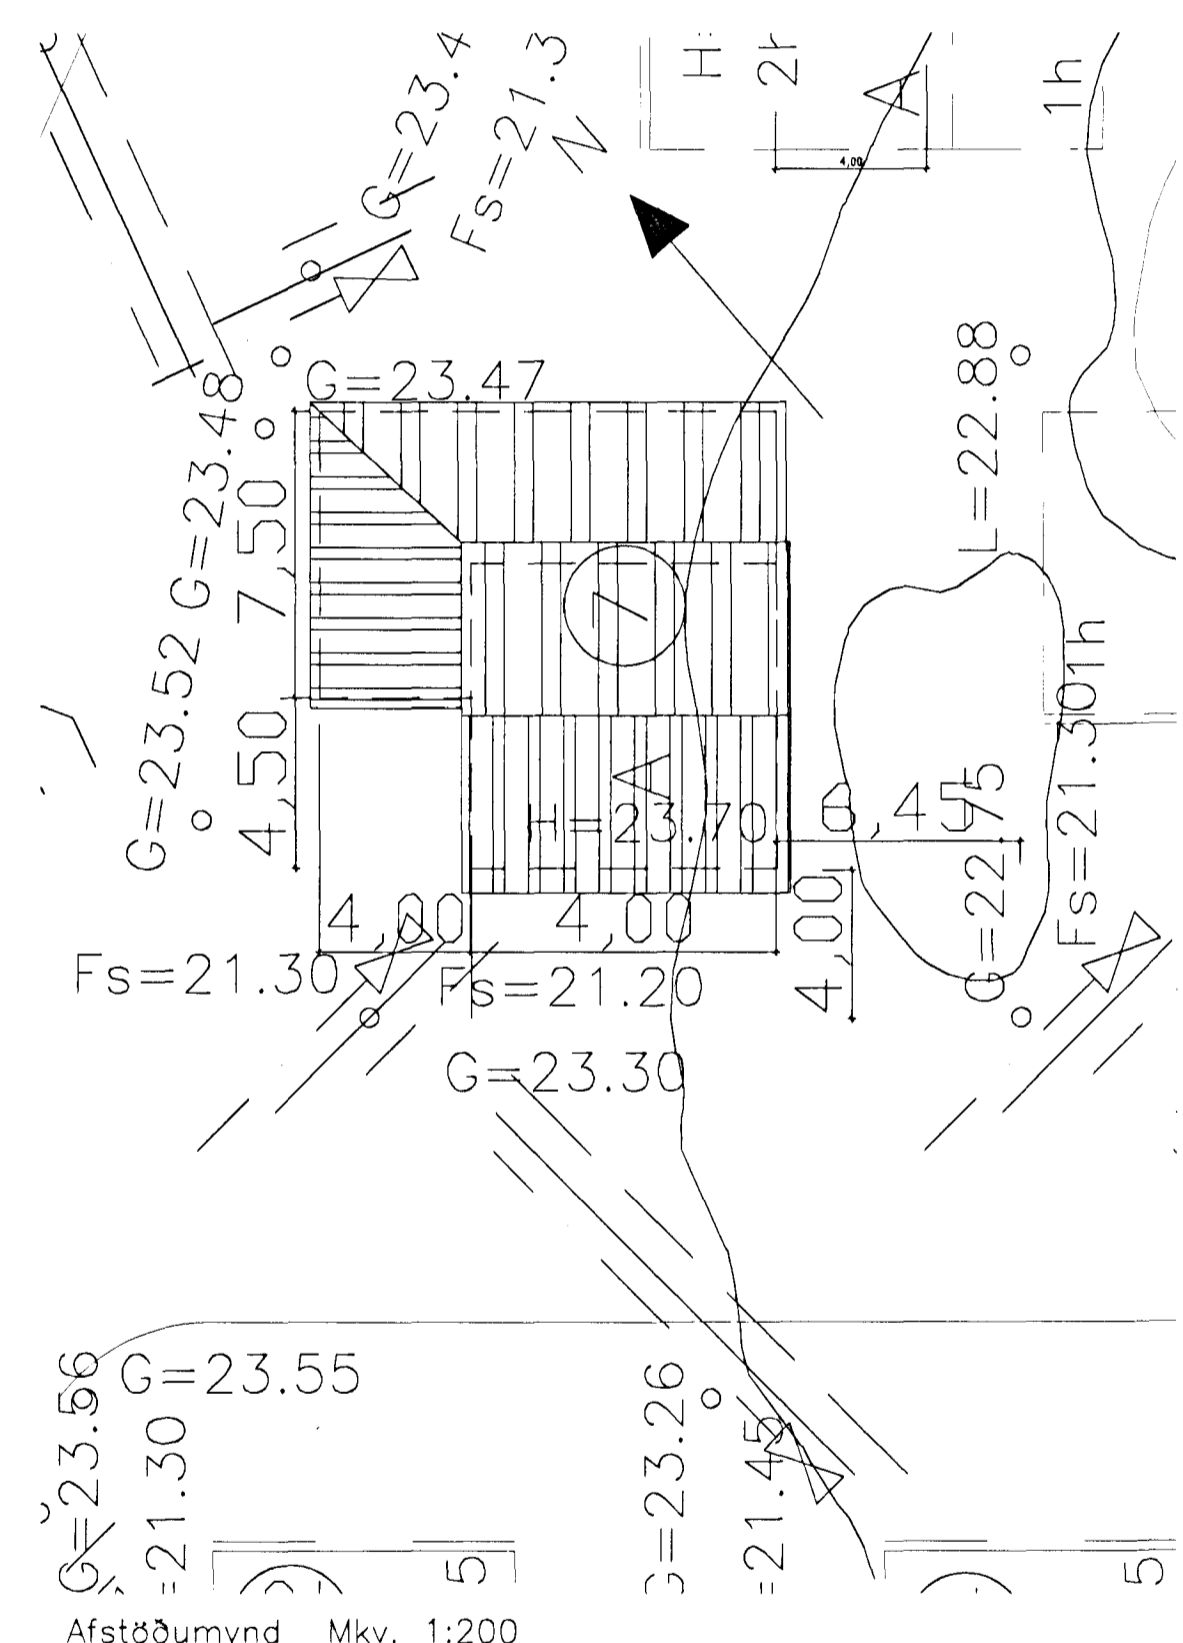 G=23.4
Fs=21.3
N
H=
2h
A
1h
4,00
G=23.47
G=23.48
7,50
L=22.88
7
G=23.52
4,50
A
H=23.70
1h
Fs=21.30
G=22.75
4,00
4,00
4,00
Fs=21.30
Fs=21.20
G=23.30
G=23.56
G=23.55
=21.30
G=23.26
=21.45
5
5
Afstöðumynd Mkv. 1:200